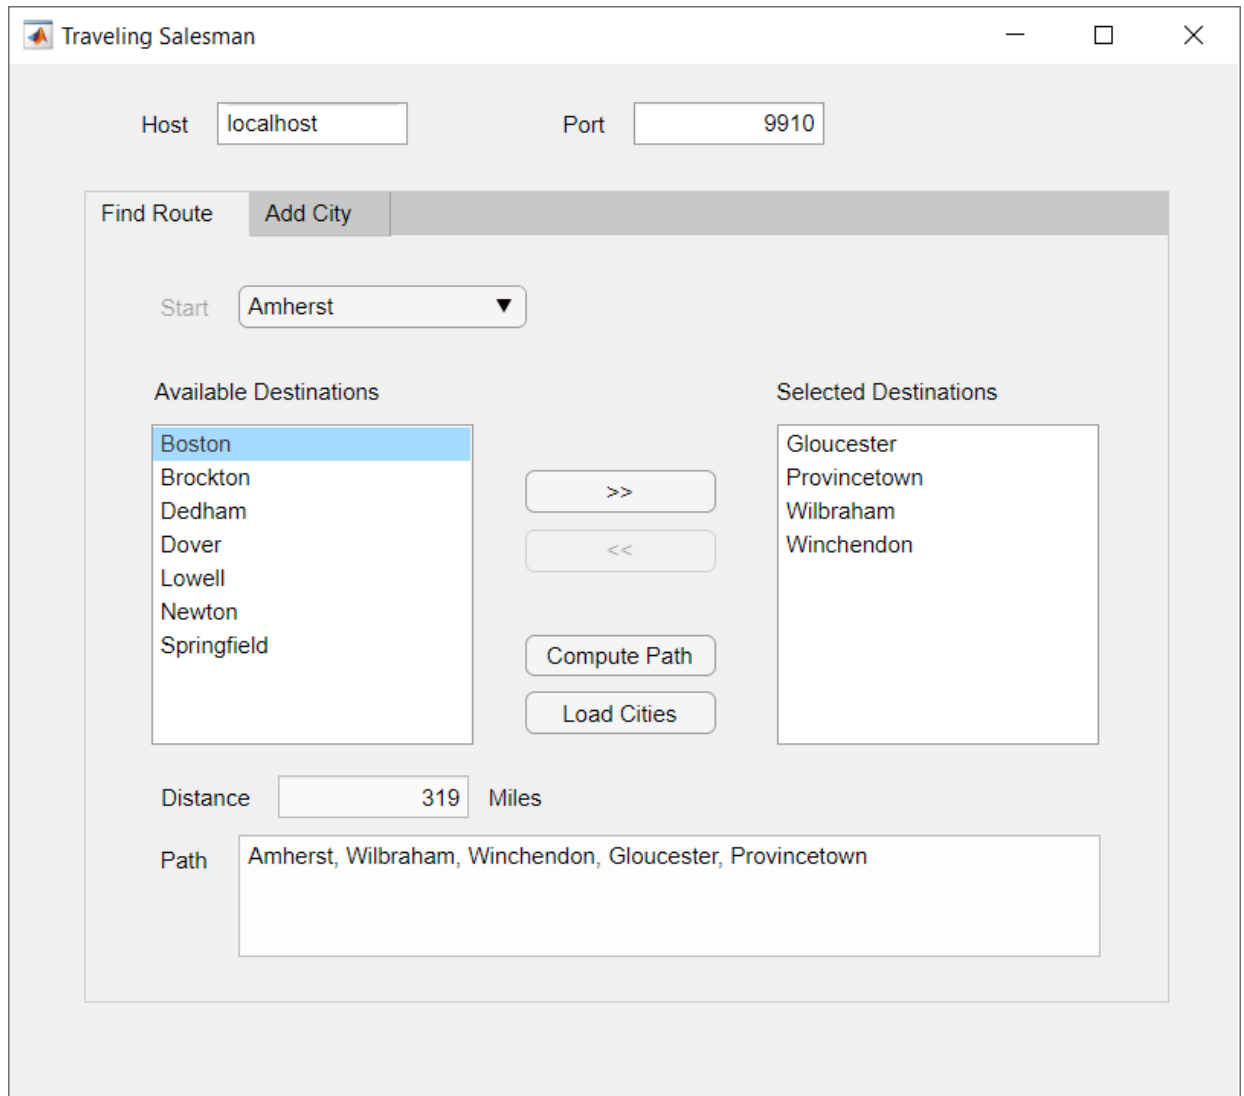 Traveling Salesman
Host localhost Port 9910
Find Route Add City
Start Amherst
Available Destinations Selected Destinations
Boston
Brockton
Dedham
Dover
Lowell
Newton
Springfield
>>
<<
Compute Path
Load Cities
Gloucester
Provincetown
Wilbraham
Winchendon
Distance 319 Miles
Path Amherst, Wilbraham, Winchendon, Gloucester, Provincetown